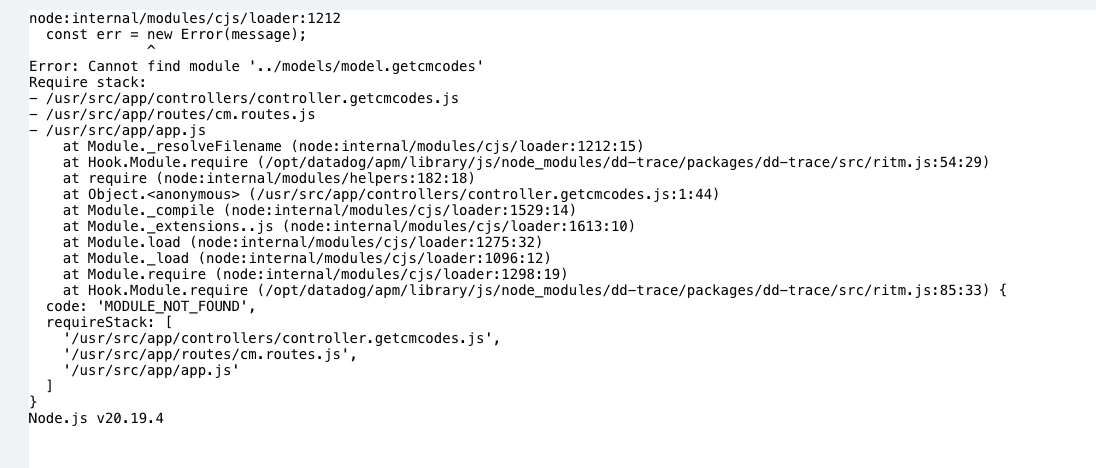 node:internal/modules/cjs/loader:1212
  const err = new Error(message);
              ^
Error: Cannot find module '../models/model.getcmcodes'
Require stack:
- /usr/src/app/controllers/controller.getcmcodes.js
- /usr/src/app/routes/cm.routes.js
- /usr/src/app/app.js
    at Module._resolveFilename (node:internal/modules/cjs/loader:1212:15)
    at Hook.Module.require (/opt/datadog/apm/library/js/node_modules/dd-trace/packages/dd-trace/src/ritm.js:54:29)
    at require (node:internal/modules/helpers:182:18)
    at Object.<anonymous> (/usr/src/app/controllers/controller.getcmcodes.js:1:44)
    at Module._compile (node:internal/modules/cjs/loader:1529:14)
    at Module._extensions..js (node:internal/modules/cjs/loader:1613:10)
    at Module.load (node:internal/modules/cjs/loader:1275:32)
    at Module._load (node:internal/modules/cjs/loader:1096:12)
    at Module.require (node:internal/modules/cjs/loader:1298:19)
    at Hook.Module.require (/opt/datadog/apm/library/js/node_modules/dd-trace/packages/dd-trace/src/ritm.js:85:33) {
  code: 'MODULE_NOT_FOUND',
  requireStack: [
    '/usr/src/app/controllers/controller.getcmcodes.js',
    '/usr/src/app/routes/cm.routes.js',
    '/usr/src/app/app.js'
  ]
}
Node.js v20.19.4